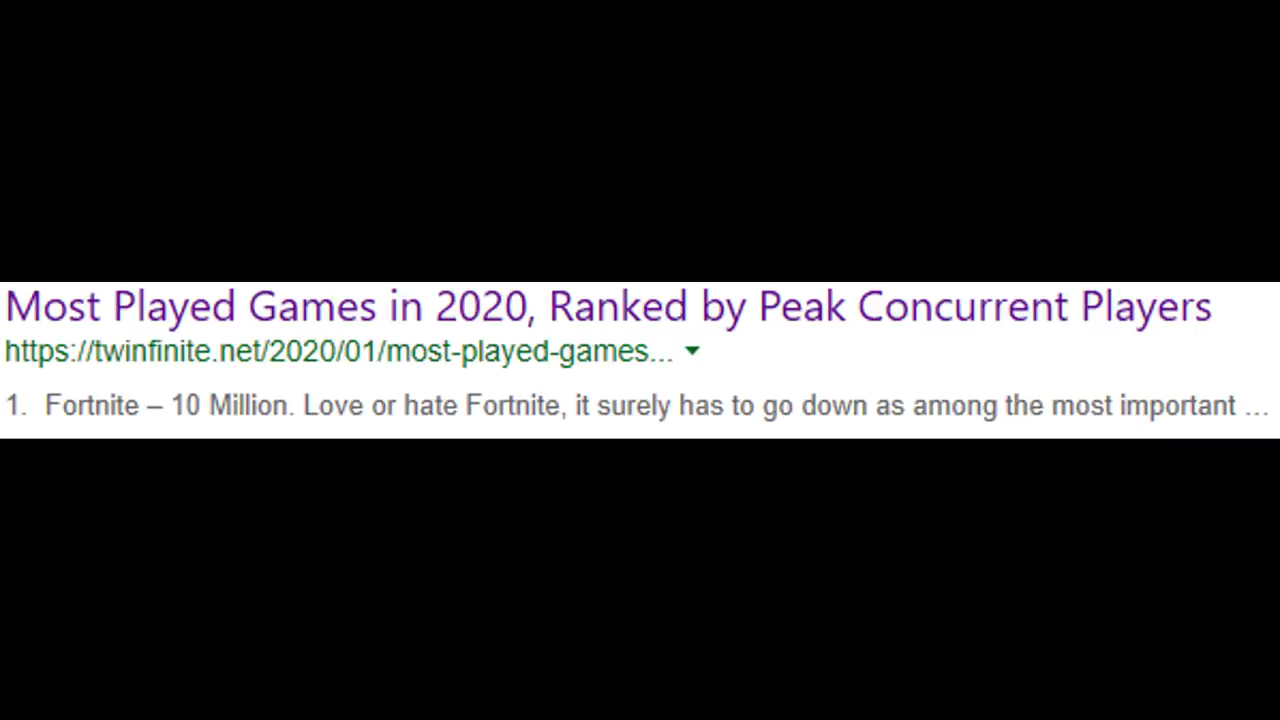 Most Played Games in 2020, Ranked by Peak Concurrent Players
https://twinfinite.net/2020/01/most-played-games...
1. Fortnite – 10 Million. Love or hate Fortnite, it surely has to go down as among the most important ...